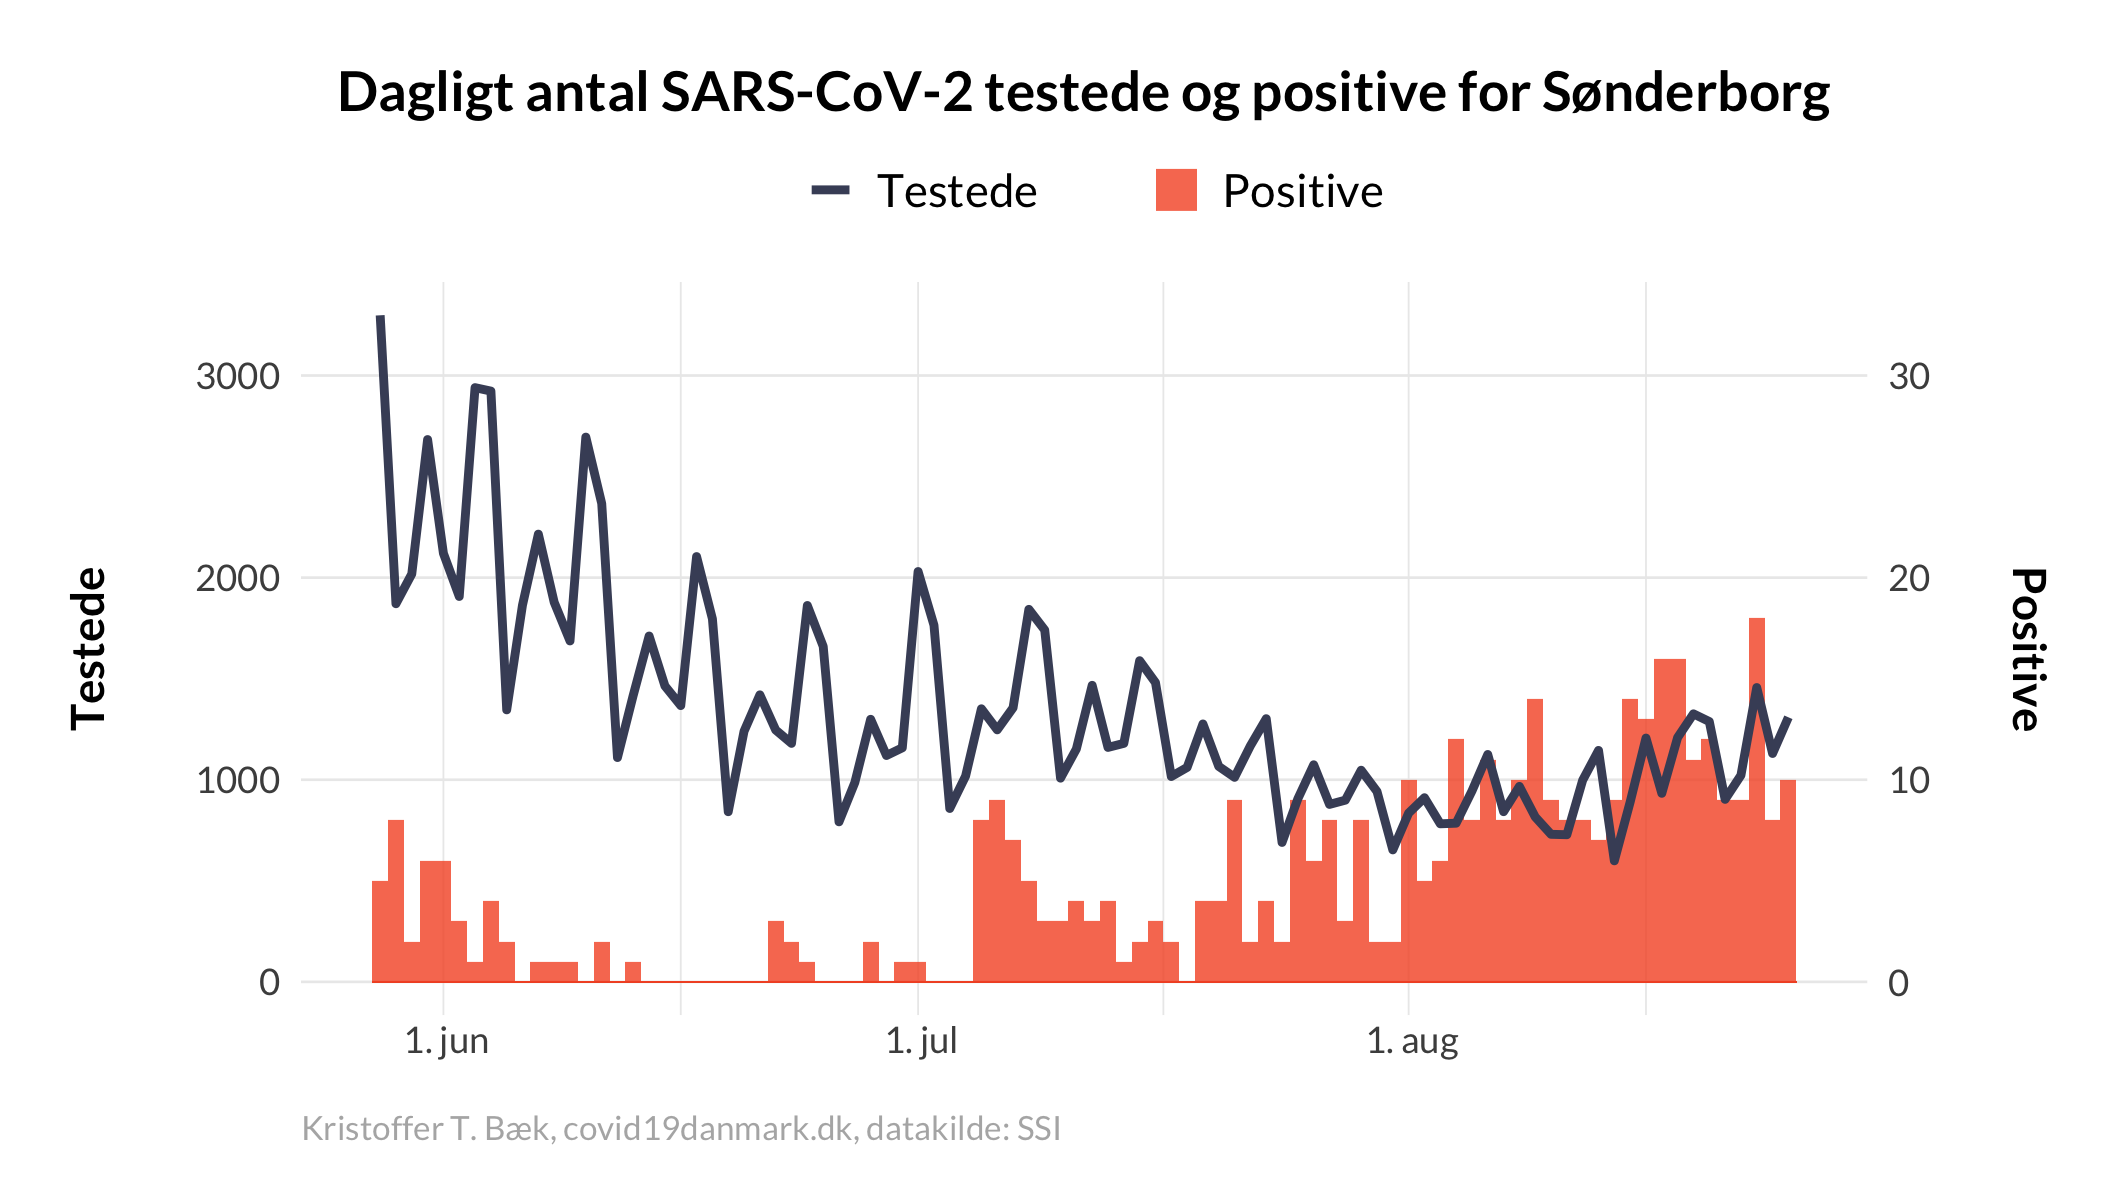 Dagligt antal SARS-CoV-2 testede og positive for Sønderborg
Testede
Positive
3000
2000
1000
0
Testede
30
20
10
0
Positive
1. jun
1. jul
1. aug
Kristoffer T. Bæk, covid19danmark.dk, datakilde: SSI